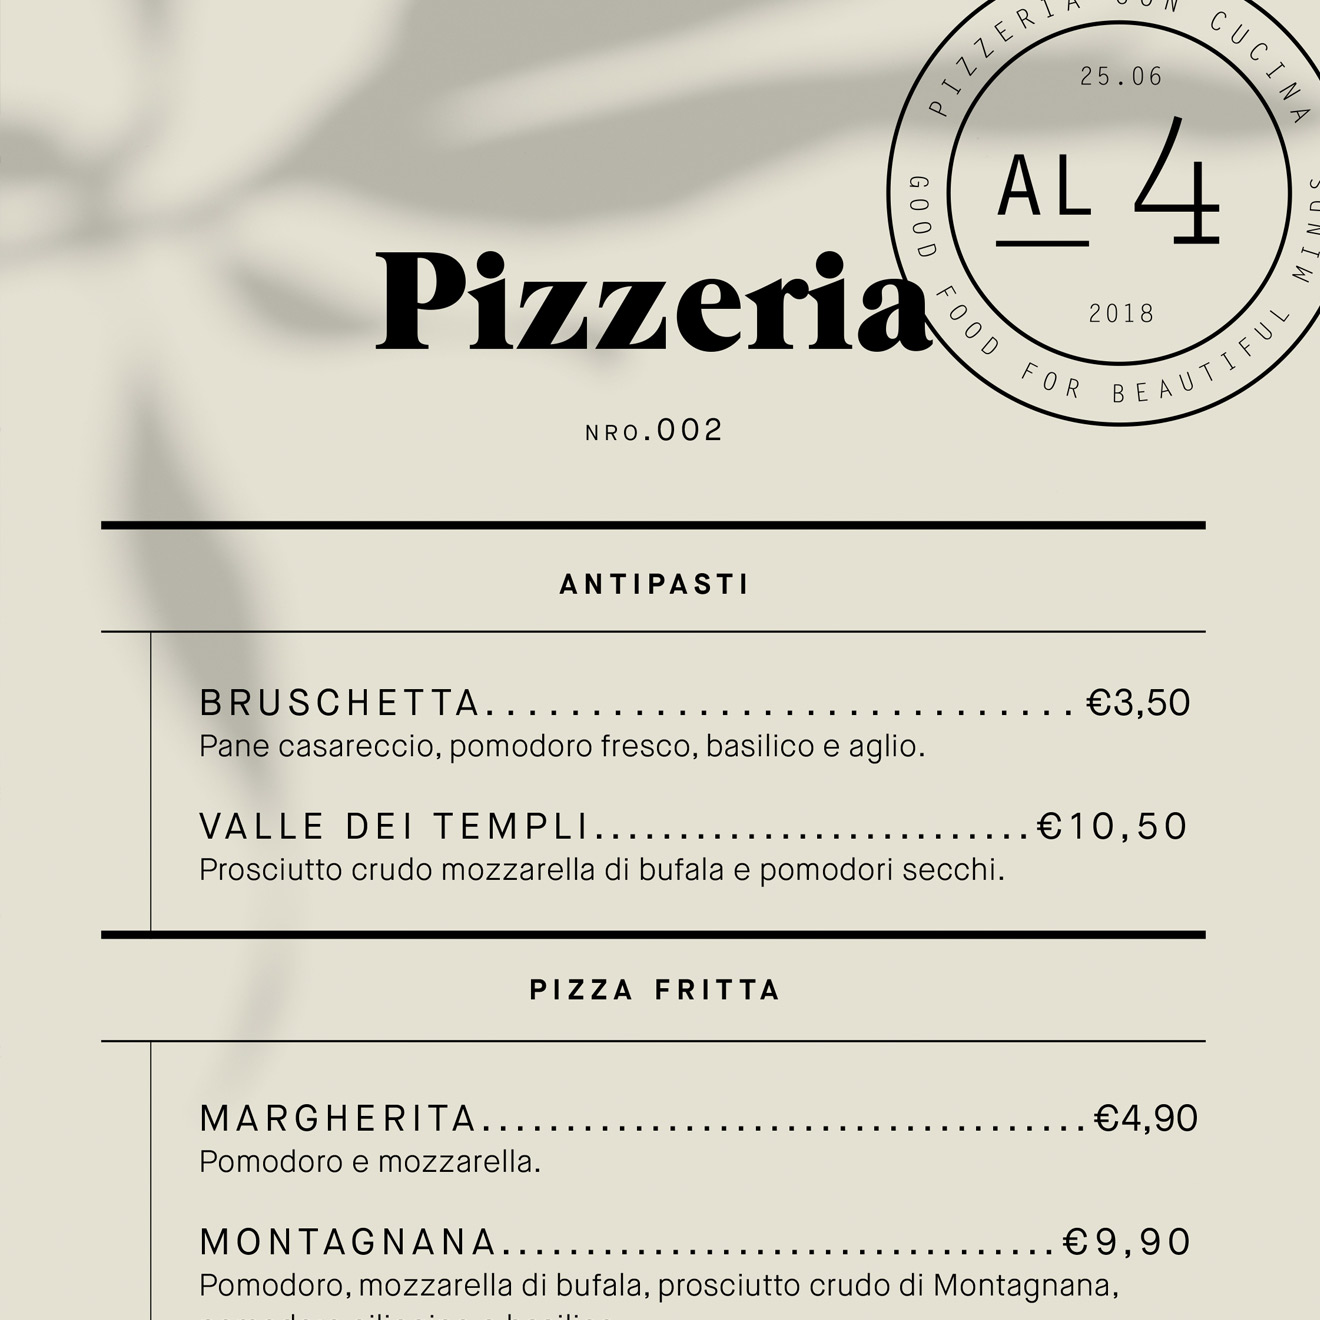 PIZZERIA CON CUCINA
25.06
AL 4
2018
GOOD FOOD FOR BEAUTIFUL MINDS
Pizzeria
NRO.002
ANTIPASTI
BRUSCHETTA.............................€3,50
Pane casareccio, pomodoro fresco, basilico e aglio.
VALLE DEI TEMPLI..........................€10,50
Prosciutto crudo mozzarella di bufala e pomodori secchi.
PIZZA FRITTA
MARGHERITA....................................€4,90
Pomodoro e mozzarella.
MONTAGNANA.................................€9,90
Pomodoro, mozzarella di bufala, prosciutto crudo di Montagnana,